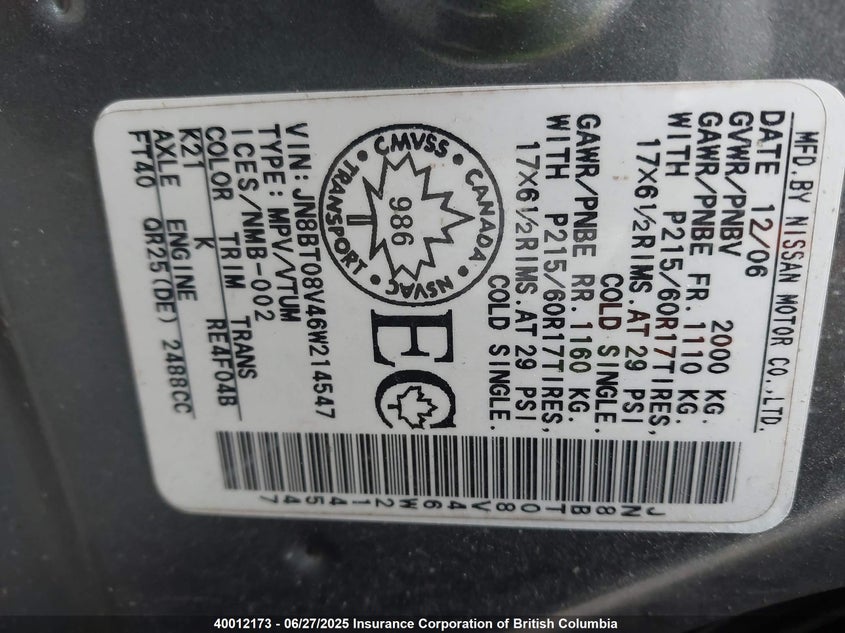 MFD. BY NISSAN MOTOR CO.,LTD.
DATE 12/06
GVWR/PNBV 2000 KG.
GAWR/PNBE FR. 1110 KG.
WITH P215/60R17TIRES,
17X6½RIMS. AT 29 PSI
COLD SINGLE.
GAWR/PNBE RR. 1160 KG.
WITH P215/60R17TIRES,
17X6½RIMS. AT 29 PSI
COLD SINGLE.
CMVSS • CANADA • NSVAC • TRANSPORT •
986
EC
VIN: JN8BT08V46W214547
TYPE: MPV/VTUM
ICES/NMB-002
COLOR TRIM TRANS
K21 K RE4F04B
AXLE ENGINE
FT40 QR25(DE) 2488CC
JN8BT08V46W214547
40012173 - 06/27/2025 Insurance Corporation of British Columbia